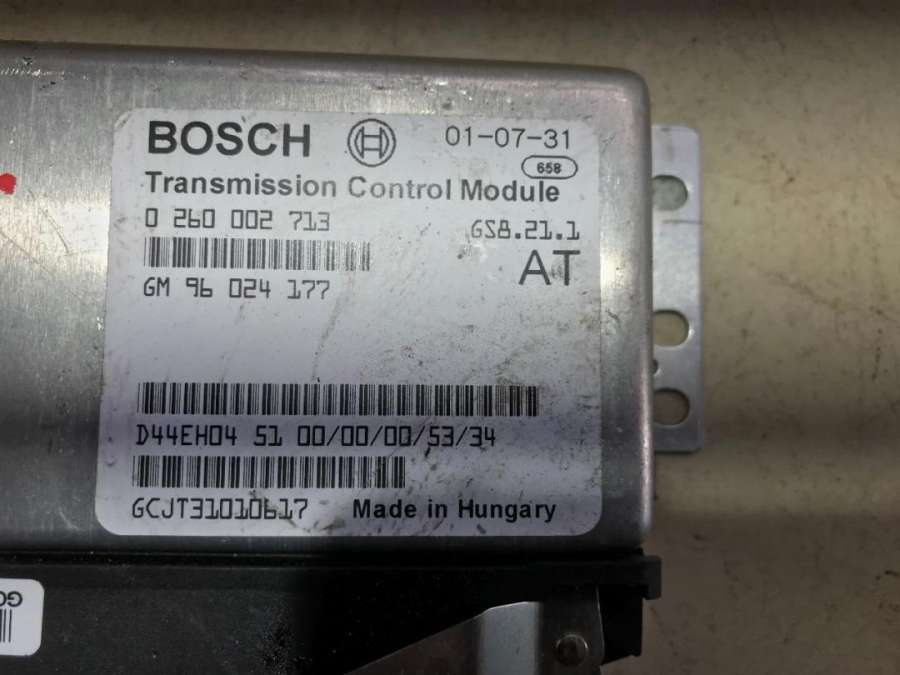 BOSCH 01-07-31
658
Transmission Control Module
0 260 002 713 GS8.21.1
AT
GM 96 024 177
D44EH04 S1 00/00/00/53/34
GCJT31010617 Made in Hungary